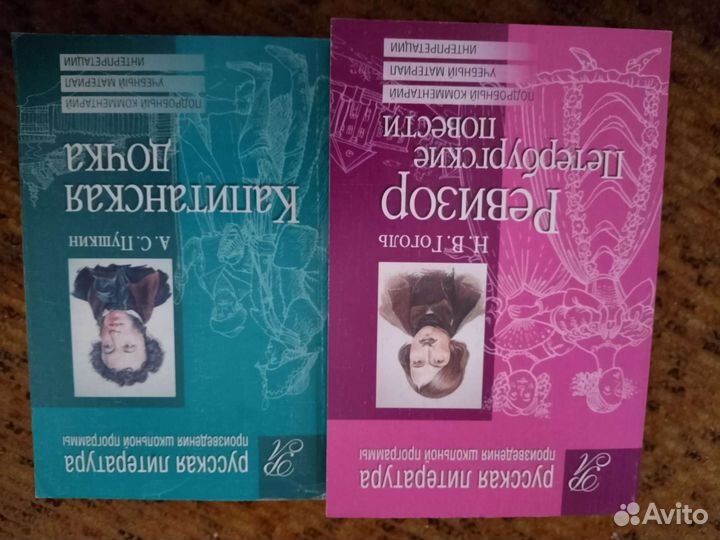 русская литература
произведения школьной программы
А. С. Пушкин
Капитанская
дочка
ПОДРОБНЫЙ КОММЕНТАРИЙ
УЧЕБНЫЙ МАТЕРИАЛ
ИНТЕРПРЕТАЦИИ
русская литература
произведения школьной программы
Н. В. Гоголь
Ревизор
Петербургские
повести
ПОДРОБНЫЙ КОММЕНТАРИЙ
УЧЕБНЫЙ МАТЕРИАЛ
ИНТЕРПРЕТАЦИИ
Avito